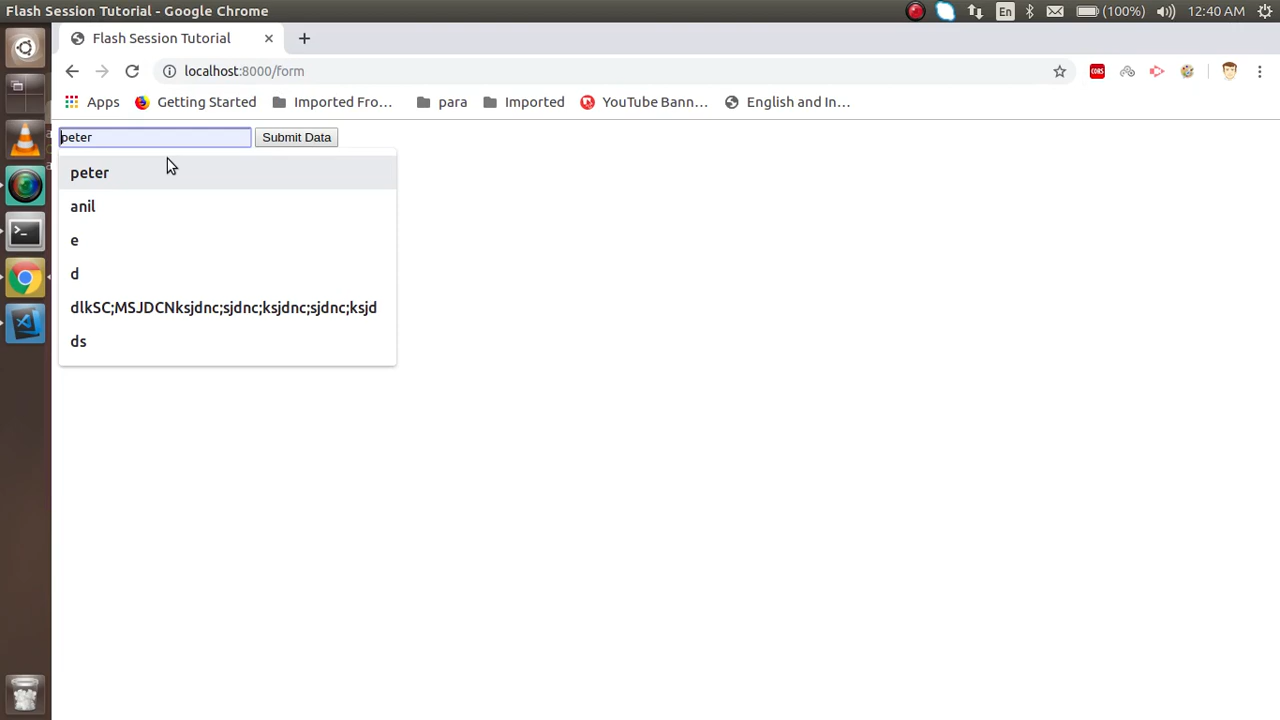 Flash Session Tutorial - Google Chrome
En (100%) 12:40 AM
Flash Session Tutorial
localhost:8000/form
CORS
Apps Getting Started Imported Fro... para Imported YouTube Bann... English and In...
peter Submit Data
peter
anil
e
d
dlkSC;MSJDCNksjdnc;sjdnc;ksjdnc;sjdnc;ksjd
ds